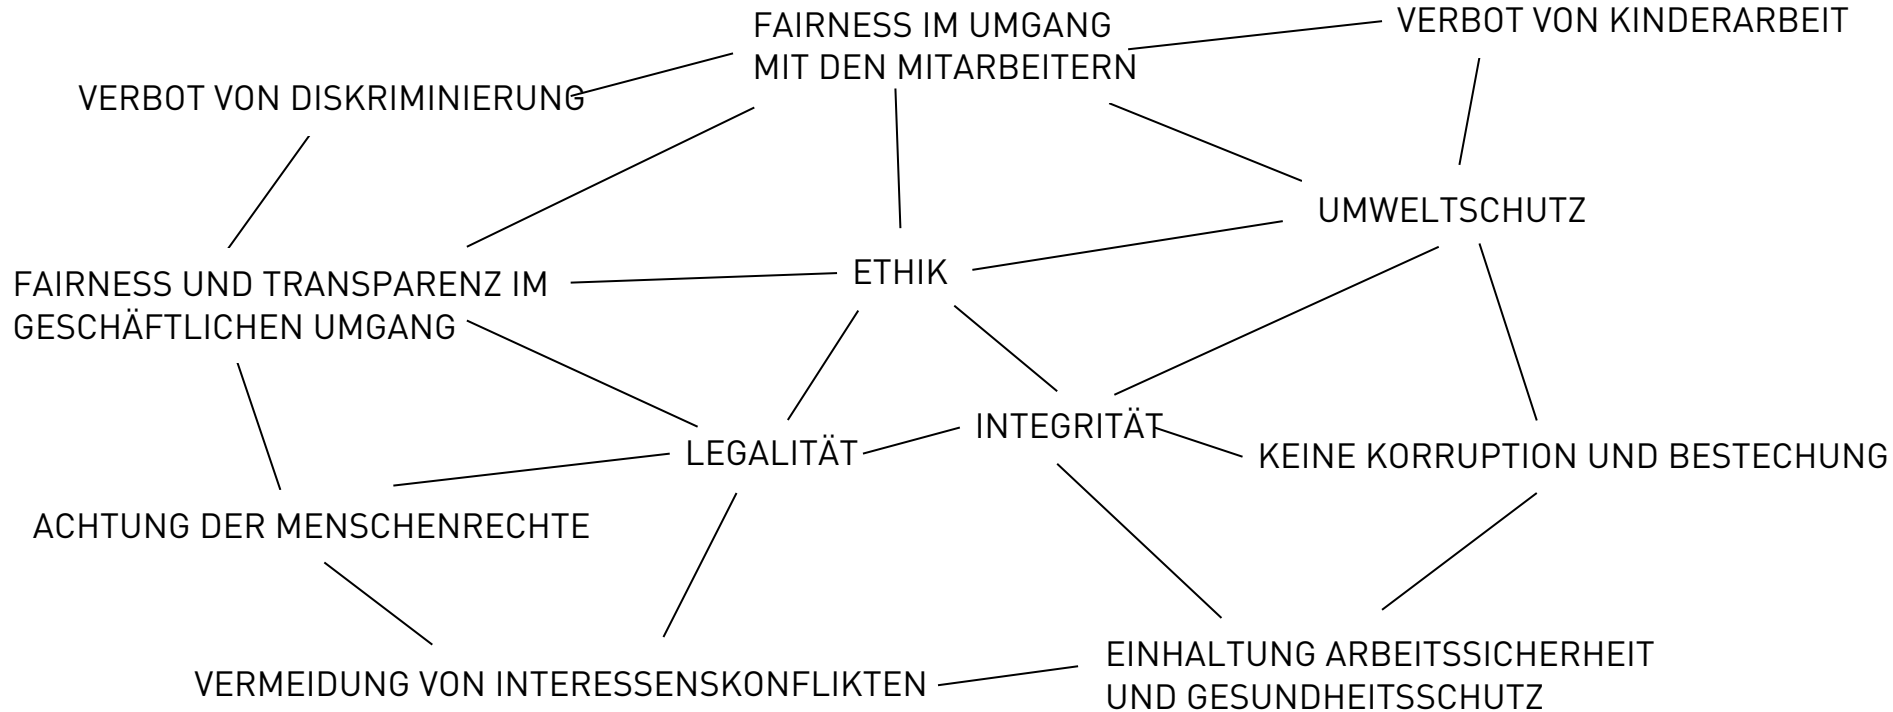 FAIRNESS IM UMGANG
MIT DEN MITARBEITERN
VERBOT VON KINDERARBEIT
VERBOT VON DISKRIMINIERUNG
UMWELTSCHUTZ
FAIRNESS UND TRANSPARENZ IM
GESCHÄFTLICHEN UMGANG
ETHIK
INTEGRITÄT
LEGALITÄT
KEINE KORRUPTION UND BESTECHUNG
ACHTUNG DER MENSCHENRECHTE
EINHALTUNG ARBEITSSICHERHEIT
UND GESUNDHEITSSCHUTZ
VERMEIDUNG VON INTERESSENSKONFLIKTEN